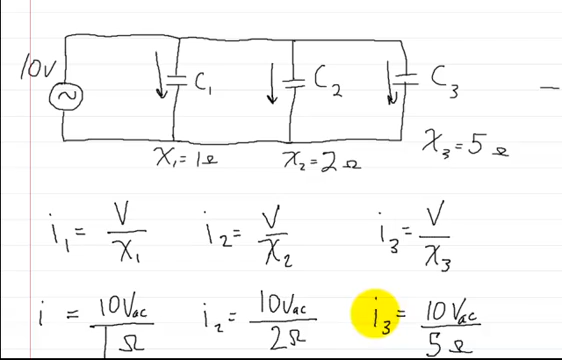 10V C₁ C₂ C₃
X₁=1Ω X₂=2Ω X₃=5Ω
i₁ = V/X₁ i₂ = V/X₂ i₃ = V/X₃
i = 10Vac/1Ω i₂ = 10Vac/2Ω i₃ = 10Vac/5Ω